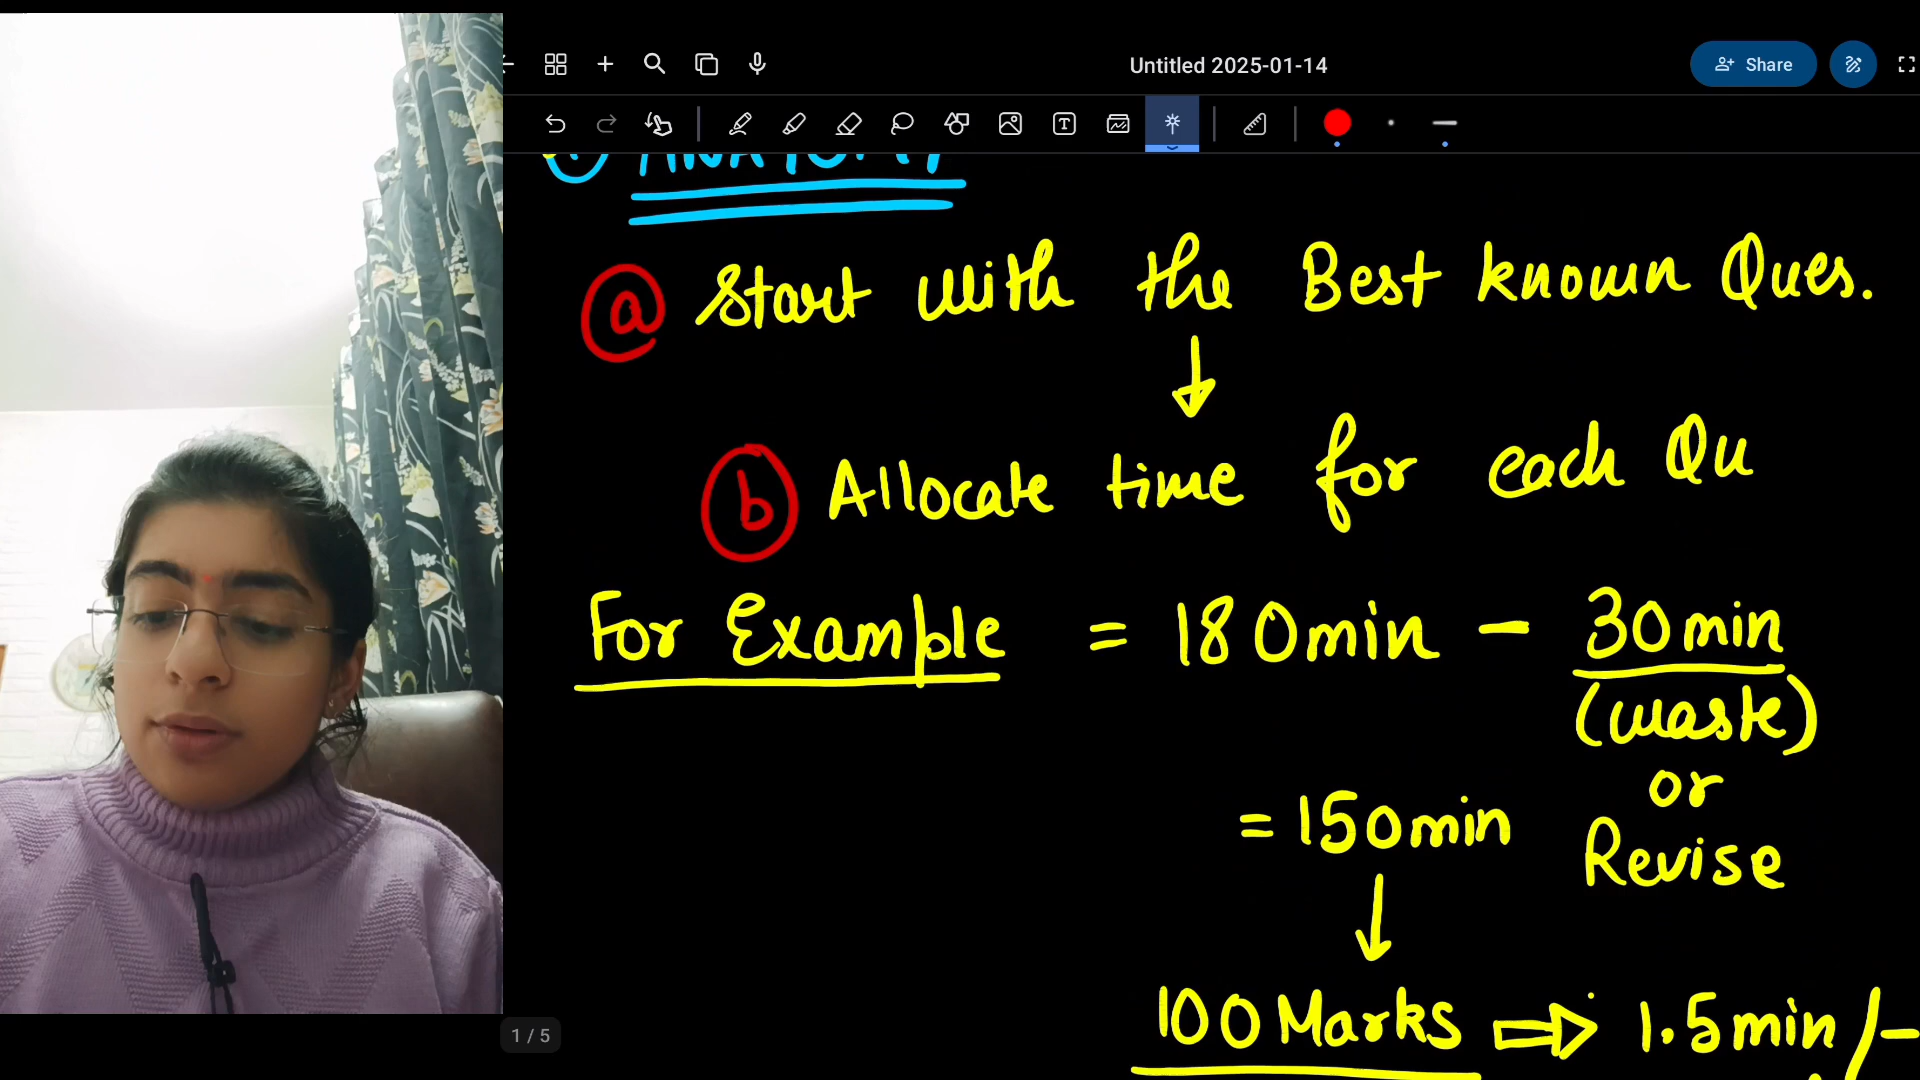 Untitled 2025-01-14
Share
a Start with the Best known Ques.
b Allocate time for each Qu
For Example = 180min - 30min
(waste)
or
= 150min Revise
100 Marks ⇒ 1.5min/-
1 / 5